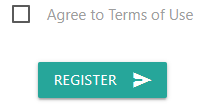 Agree to Terms of Use
REGISTER